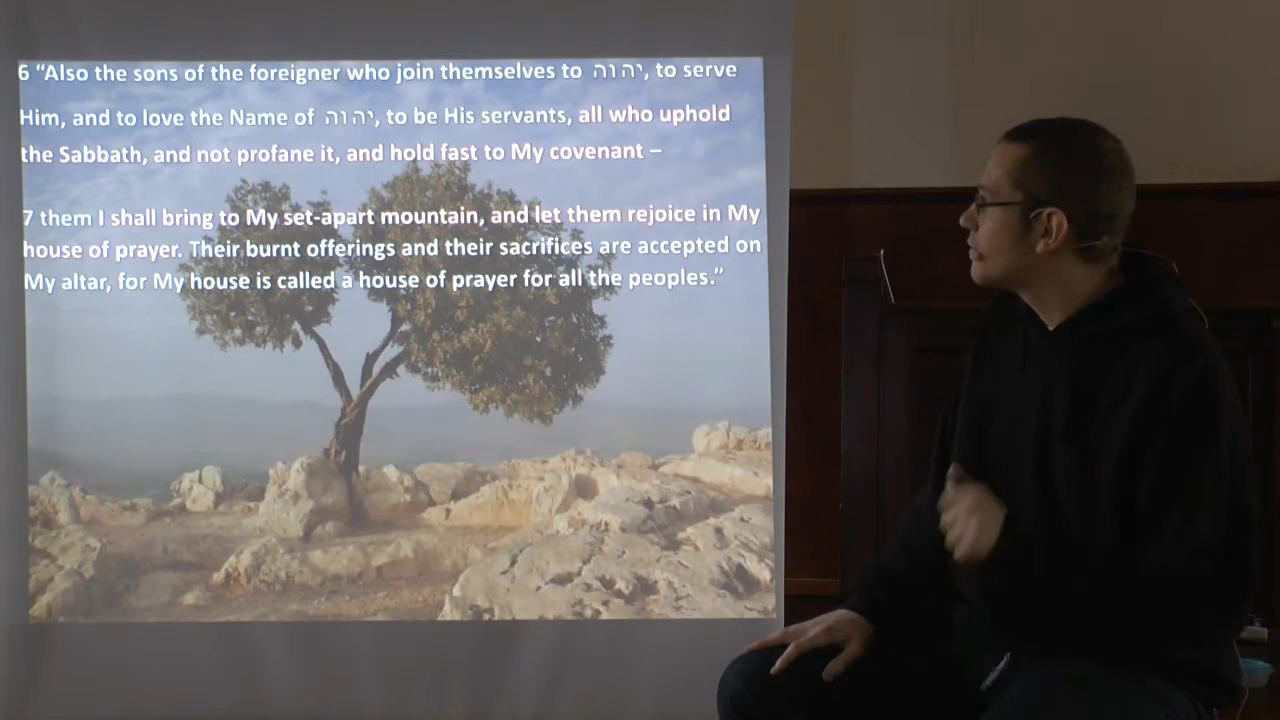 6 “Also the sons of the foreigner who join themselves to יהוה, to serve
Him, and to love the Name of יהוה, to be His servants, all who uphold
the Sabbath, and not profane it, and hold fast to My covenant –
7 them I shall bring to My set-apart mountain, and let them rejoice in My
house of prayer. Their burnt offerings and their sacrifices are accepted on
My altar, for My house is called a house of prayer for all the peoples.”